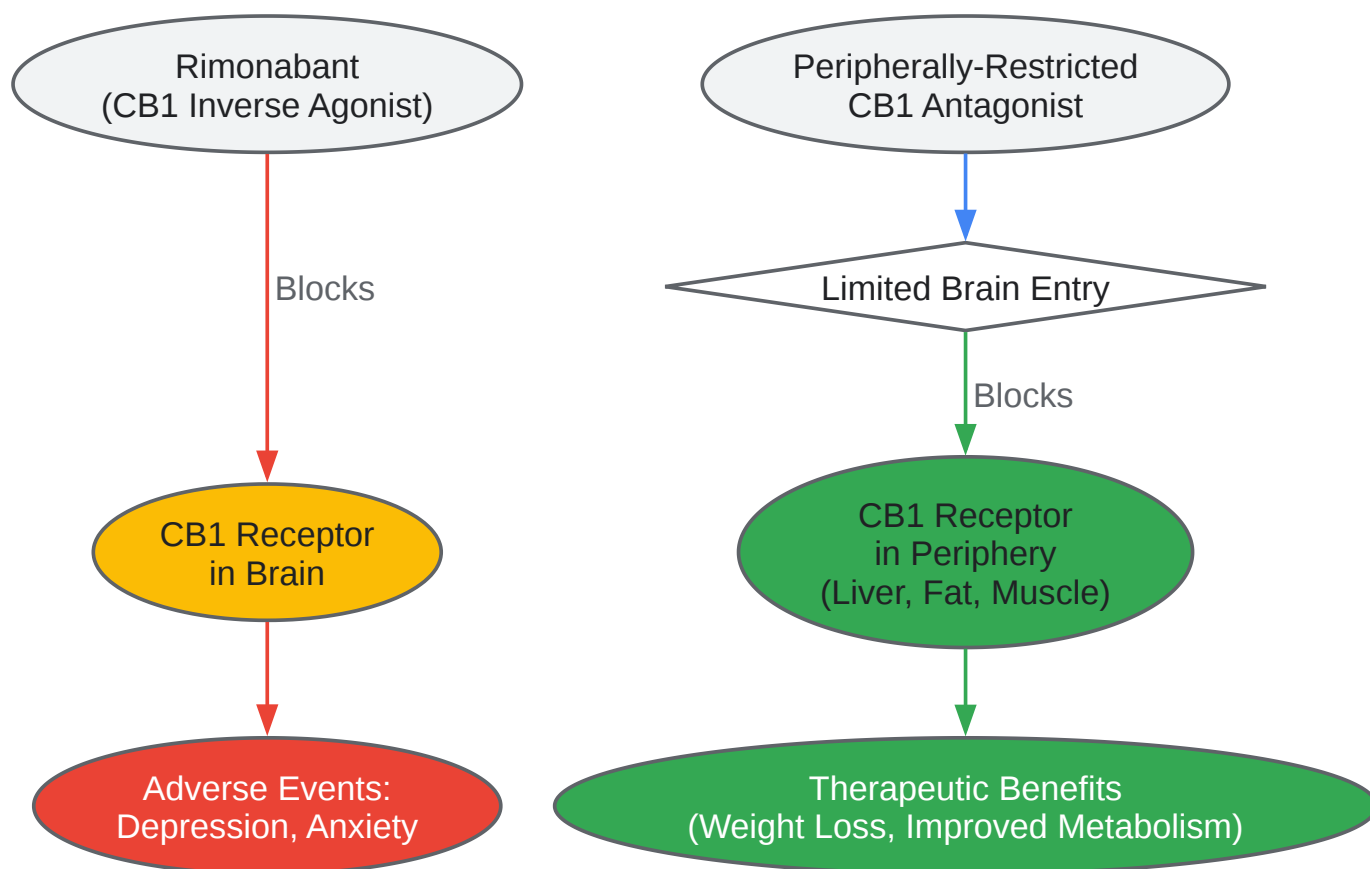 Rimonabant
(CB1 Inverse Agonist)
Peripherally-Restricted
CB1 Antagonist
Blocks
Limited Brain Entry
Blocks
CB1 Receptor
in Brain
CB1 Receptor
in Periphery
(Liver, Fat, Muscle)
Adverse Events:
Depression, Anxiety
Therapeutic Benefits
(Weight Loss, Improved Metabolism)